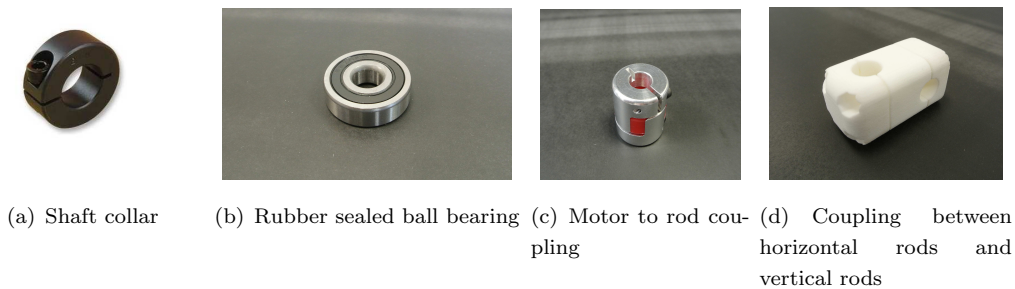 (a) Shaft collar
(b) Rubber sealed ball bearing
(c) Motor to rod cou-
pling
(d) Coupling between
horizontal rods and
vertical rods